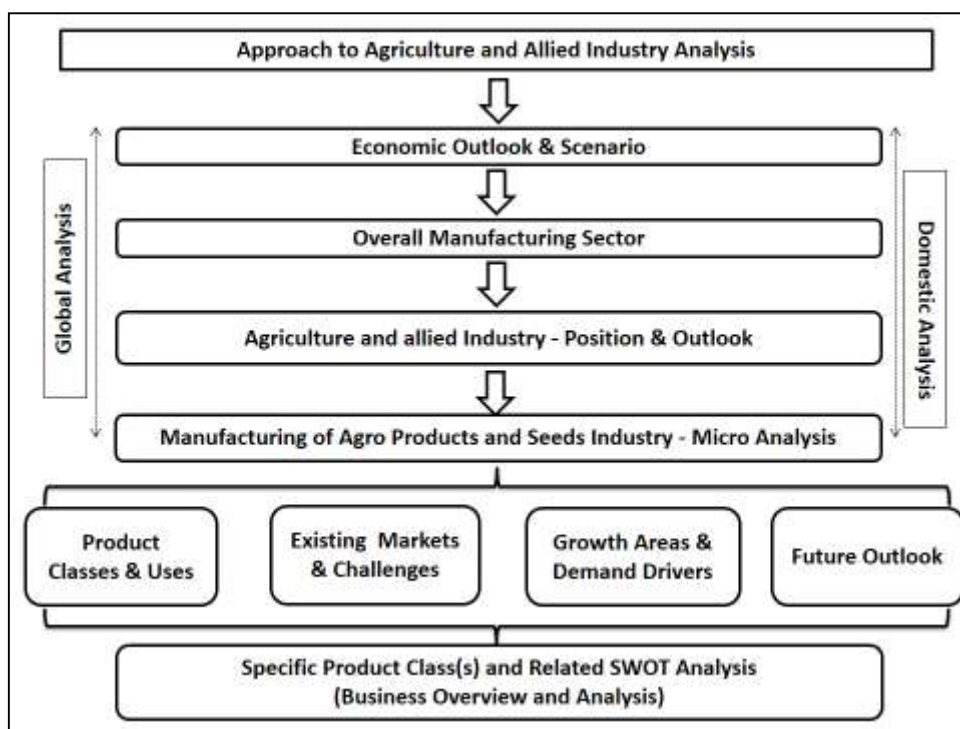 Approach to Agriculture and Allied Industry Analysis
Economic Outlook & Scenario
Global Analysis
Domestic Analysis
Overall Manufacturing Sector
Agriculture and allied Industry - Position & Outlook
Manufacturing of Agro Products and Seeds Industry - Micro Analysis
Product
Classes & Uses
Existing Markets
& Challenges
Growth Areas &
Demand Drivers
Future Outlook
Specific Product Class(s) and Related SWOT Analysis
(Business Overview and Analysis)